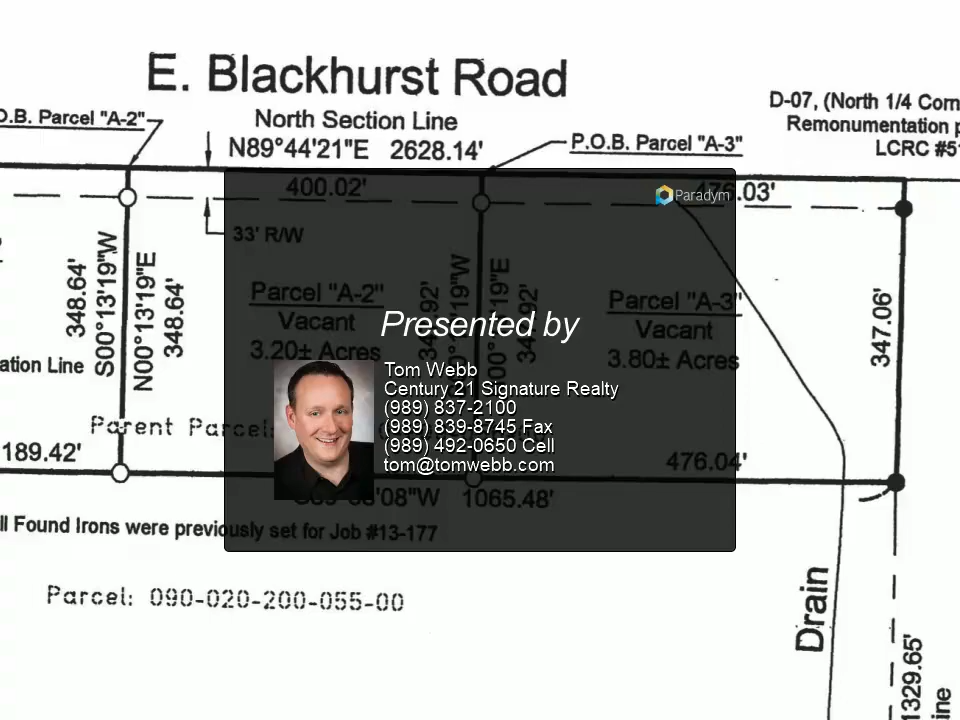 E. Blackhurst Road
O.B. Parcel "A-2"
North Section Line
N89°44'21"E 2628.14'
P.O.B. Parcel "A-3"
D-07, (North 1/4 Corn
Remonumentation p
LCRC #5
400.02'
Paradym
476.03'
33' R/W
348.64'
S00°13'19"W
N00°13'19"E
348.64'
Parcel "A-2"
Vacant
3.20± Acres
Parcel "A-3"
Vacant
3.80± Acres
347.06'
ation Line
Presented by
Tom Webb
Century 21 Signature Realty
(989) 837-2100
(989) 839-8745 Fax
(989) 492-0650 Cell
tom@tomwebb.com
Parent Parcel:
189.42'
476.04'
'08"W 1065.48'
ll Found Irons were previously set for Job #13-177
Parcel: 090-020-200-055-00
Drain
1329.65'
ine